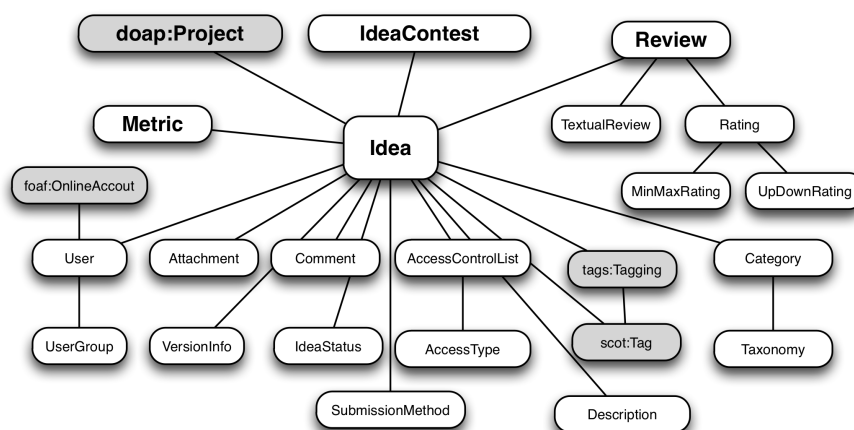 doap:Project
IdeaContest
Review
Metric
TextualReview
Rating
Idea
foaf:OnlineAccout
MinMaxRating
UpDownRating
User
Attachment
Comment
AccessControlList
tags:Tagging
Category
UserGroup
VersionInfo
IdeaStatus
AccessType
scot:Tag
Taxonomy
SubmissionMethod
Description